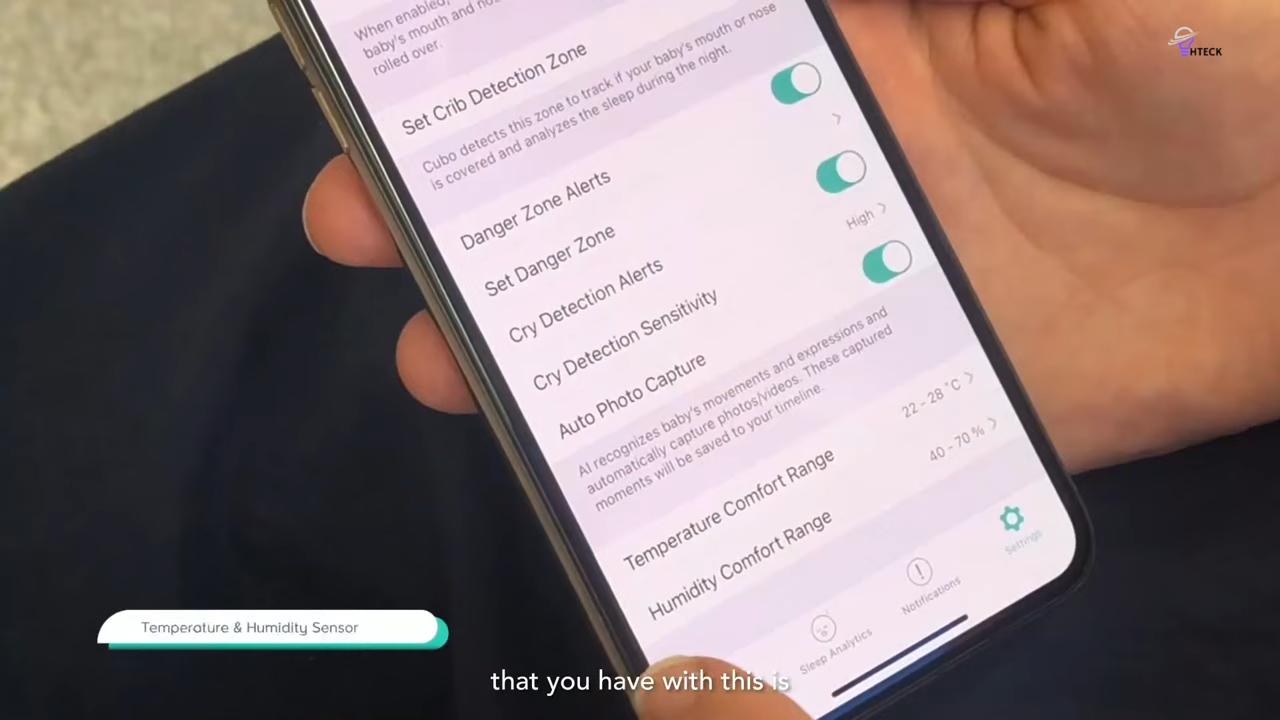 When enabled,
baby's mouth and nos
rolled over.
Set Crib Detection Zone
Cubo detects this zone to track if your baby's mouth or nose
is covered and analyzes the sleep during the night.
Danger Zone Alerts
Set Danger Zone
Cry Detection Alerts
Cry Detection Sensitivity
High
Auto Photo Capture
AI recognizes baby's movements and expressions and
automatically capture photos/videos. These captured
moments will be saved to your timeline.
Temperature Comfort Range
22 - 28 °C
Humidity Comfort Range
40 - 70 %
Sleep Analytics
Notifications
Settings
HTECK
Temperature & Humidity Sensor
that you have with this is